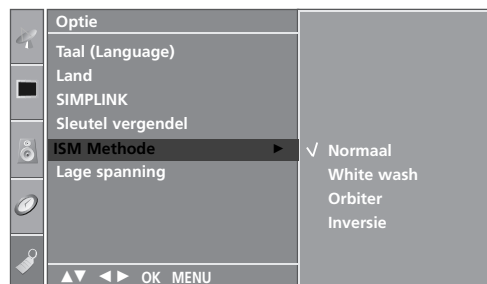 Optie
Taal (Language)
Land
SIMPLINK
Sleutel vergendel
ISM Methode ►
Lage spanning
√ Normaal
White wash
Orbiter
Inversie
▲▼ ◄► OK MENU